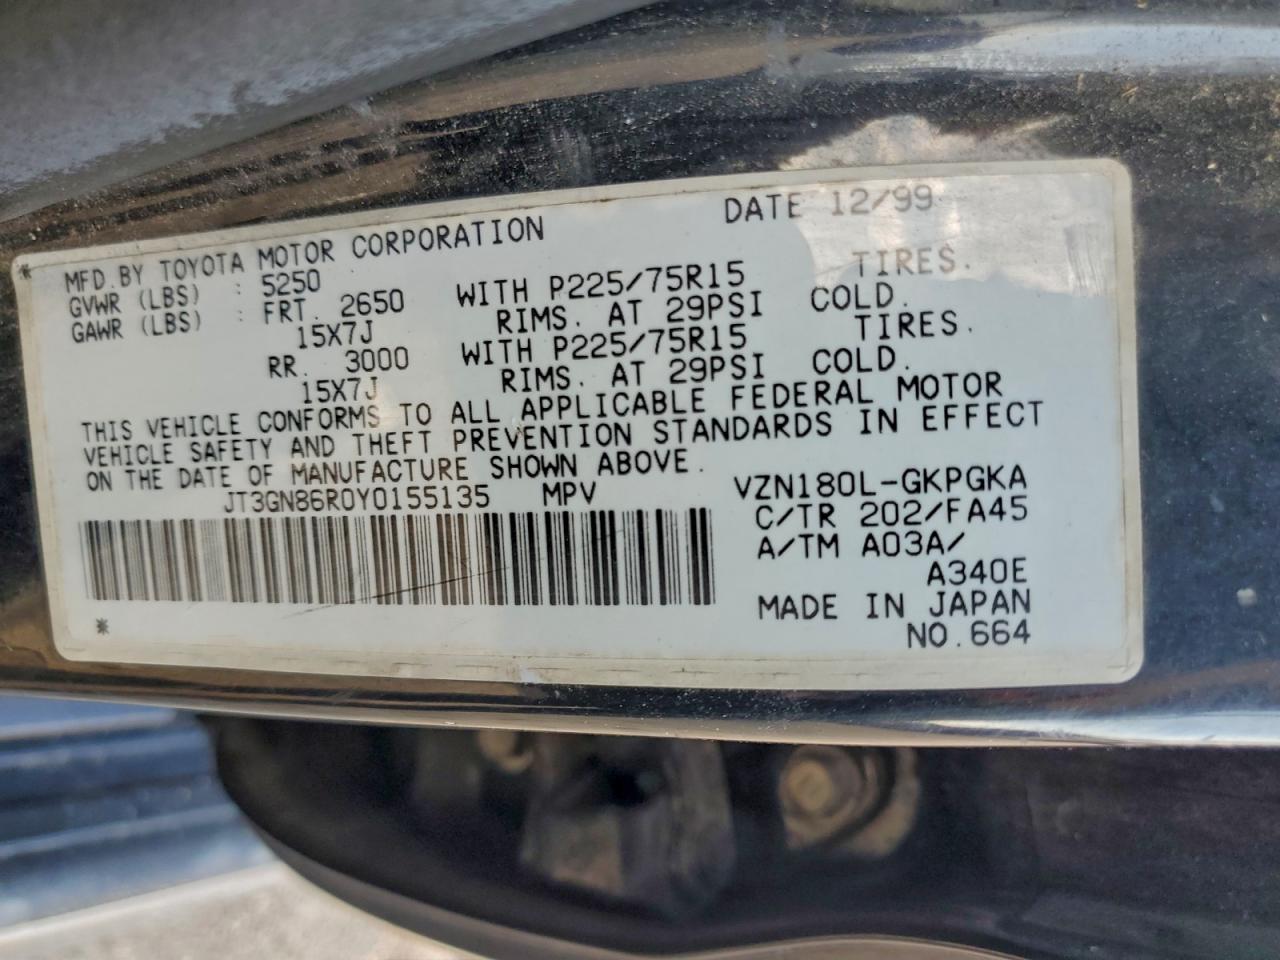 MFD.BY TOYOTA MOTOR CORPORATION DATE 12/99
GVWR (LBS) : 5250
GAWR (LBS) : FRT. 2650 WITH P225/75R15 TIRES.
15X7J RIMS. AT 29PSI COLD.
RR. 3000 WITH P225/75R15 TIRES.
15X7J RIMS. AT 29PSI COLD.
THIS VEHICLE CONFORMS TO ALL APPLICABLE FEDERAL MOTOR
VEHICLE SAFETY AND THEFT PREVENTION STANDARDS IN EFFECT
ON THE DATE OF MANUFACTURE SHOWN ABOVE.
JT3GN86R0Y0155135 MPV VZN180L-GKPGKA
C/TR 202/FA45
A/TM A03A/
A340E
MADE IN JAPAN
NO.664